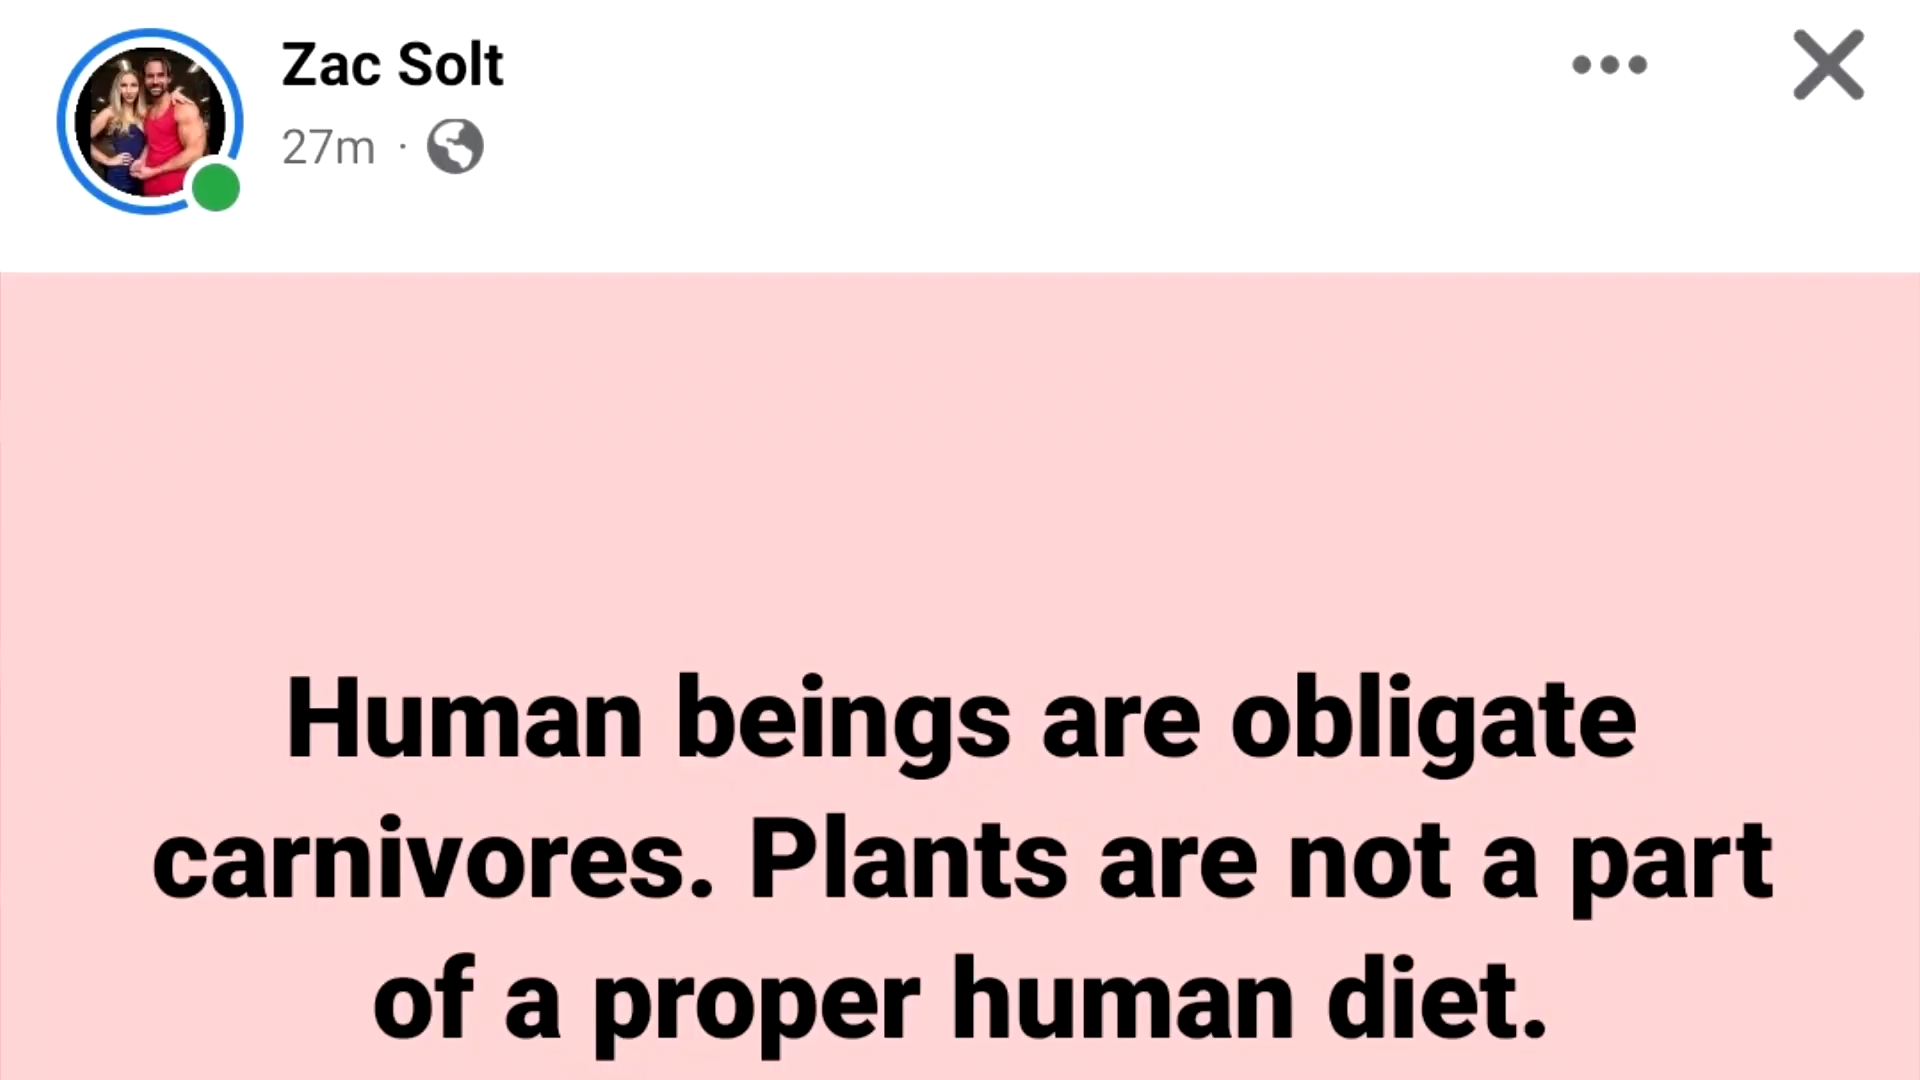 Zac Solt
27m ·
Human beings are obligate
carnivores. Plants are not a part
of a proper human diet.